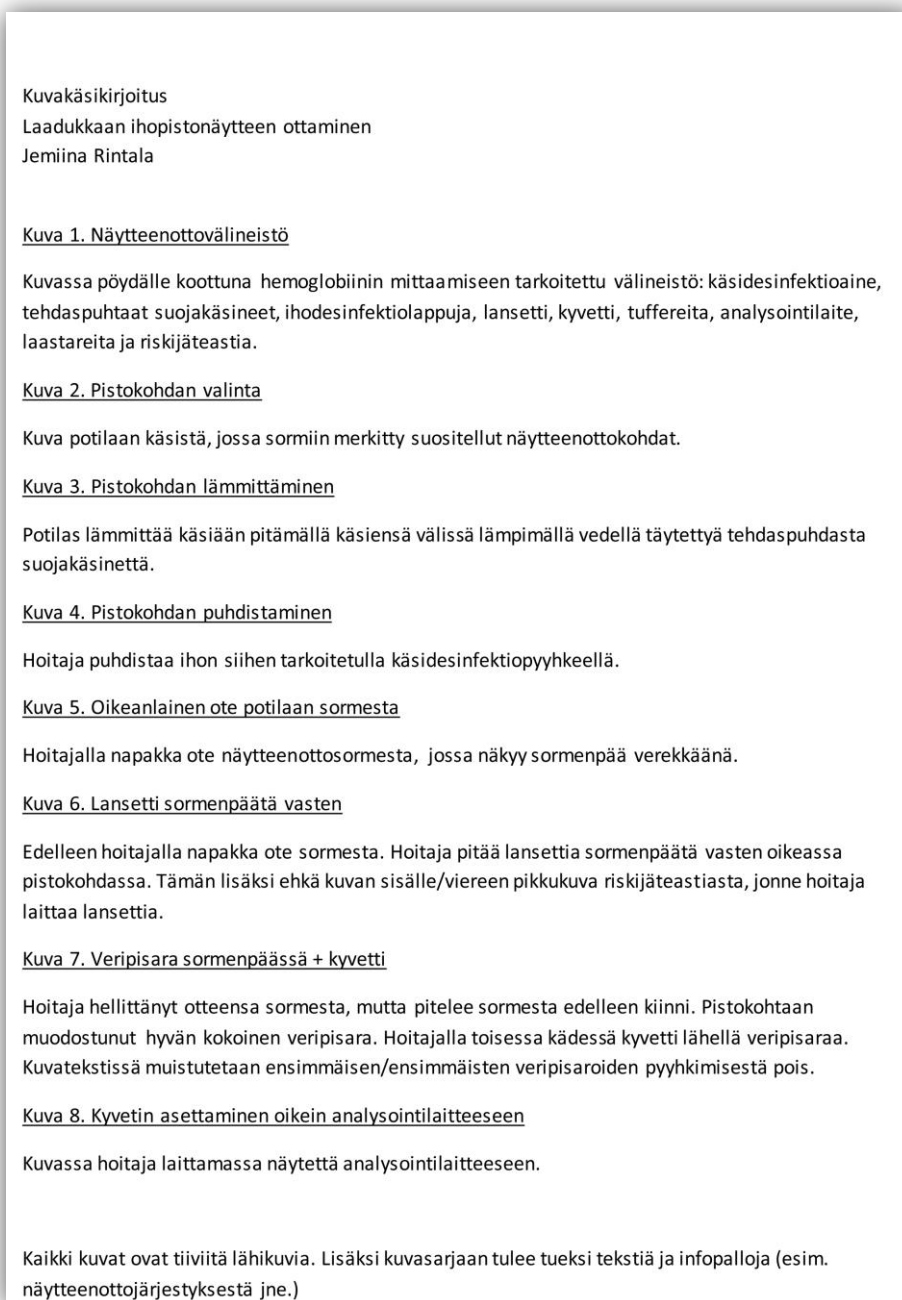 Kuvakäsikirjoitus
Laadukkaan ihopistonäytteen ottaminen
Jemiina Rintala
Kuva 1. Näytteenottovälineistö
Kuvassa pöydälle koottuna hemoglobiinin mittaamiseen tarkoitettu välineistö: käsidesinfektioaine,
tehdaspuhtaat suojakäsineet, ihodesinfektiolappuja, lansetti, kyvetti, tuffereita, analysointilaite,
laastareita ja riskijäteastia.
Kuva 2. Pistokohdan valinta
Kuva potilaan käsistä, jossa sormiin merkitty suositellut näytteenottokohdat.
Kuva 3. Pistokohdan lämmittäminen
Potilas lämmittää käsiään pitämällä käsiensä välissä lämpimällä vedellä täytettyä tehdaspuhdasta
suojakäsinettä.
Kuva 4. Pistokohdan puhdistaminen
Hoitaja puhdistaa ihon siihen tarkoitetulla käsidesinfektiopyyhkeellä.
Kuva 5. Oikeanlainen ote potilaan sormesta
Hoitajalla napakka ote näytteenottosormesta, jossa näkyy sormenpää verekkäänä.
Kuva 6. Lansetti sormenpäätä vasten
Edelleen hoitajalla napakka ote sormesta. Hoitaja pitää lansettia sormenpäätä vasten oikeassa
pistokohdassa. Tämän lisäksi ehkä kuvan sisälle/viereen pikkukuva riskijäteastiasta, jonne hoitaja
laittaa lansettia.
Kuva 7. Veripisara sormenpäässä + kyvetti
Hoitaja hellittänyt otteensa sormesta, mutta pitelee sormesta edelleen kiinni. Pistokohtaan
muodostunut hyvän kokoinen veripisara. Hoitajalla toisessa kädessä kyvetti lähellä veripisaraa.
Kuvatekstissä muistutetaan ensimmäisen/ensimmäisten veripisaroiden pyyhkimisestä pois.
Kuva 8. Kyvetin asettaminen oikein analysointilaitteeseen
Kuvassa hoitaja laittamassa näytettä analysointilaitteeseen.
Kaikki kuvat ovat tiiviitä lähikuvia. Lisäksi kuvasarjaan tulee tueksi tekstiä ja infopalloja (esim.
näytteenottojärjestyksestä jne.)